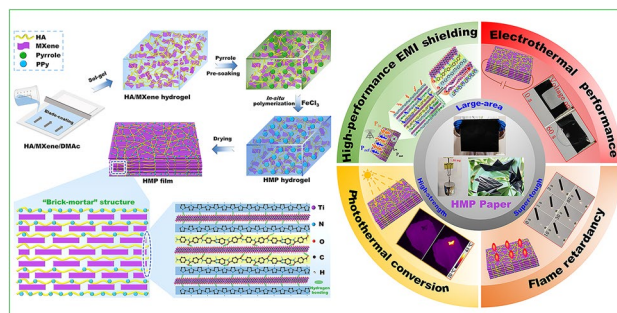 HA
MXene
Pyrrole
PPy
Sol-gel
Blade-coating
HA/MXene/DMAc
HA/MXene hydrogel
Pyrrole
Pre-soaking
In-situ
polymerization
FeCl3
HMP hydrogel
Drying
HMP film
"Brick-mortar" structure
Ti
N
O
C
H
Hydrogen
bonding
High-performance EMI shielding
Electrothermal
performance
Large-area
High-strength
Super-tough
HMP Paper
Photothermal conversion
Flame retardancy